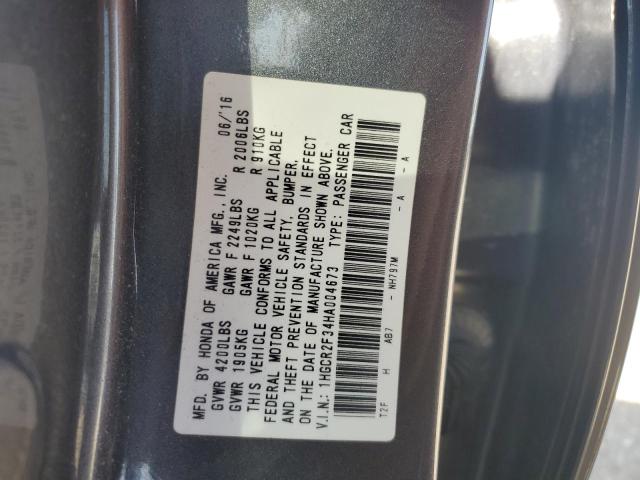 MFD. BY HONDA OF AMERICA MFG., INC. 06/'16
GVWR 4200LBS GAWR F 2249LBS R 2006LBS
GVWR 1905KG GAWR F 1020KG R 910KG
THIS VEHICLE CONFORMS TO ALL APPLICABLE
FEDERAL MOTOR VEHICLE SAFETY, BUMPER,
AND THEFT PREVENTION STANDARDS IN EFFECT
ON THE DATE OF MANUFACTURE SHOWN ABOVE.
V.I.N.: 1HGCR2F34HA004673 TYPE: PASSENGER CAR
T2F H AB7 - NH797M - A - A